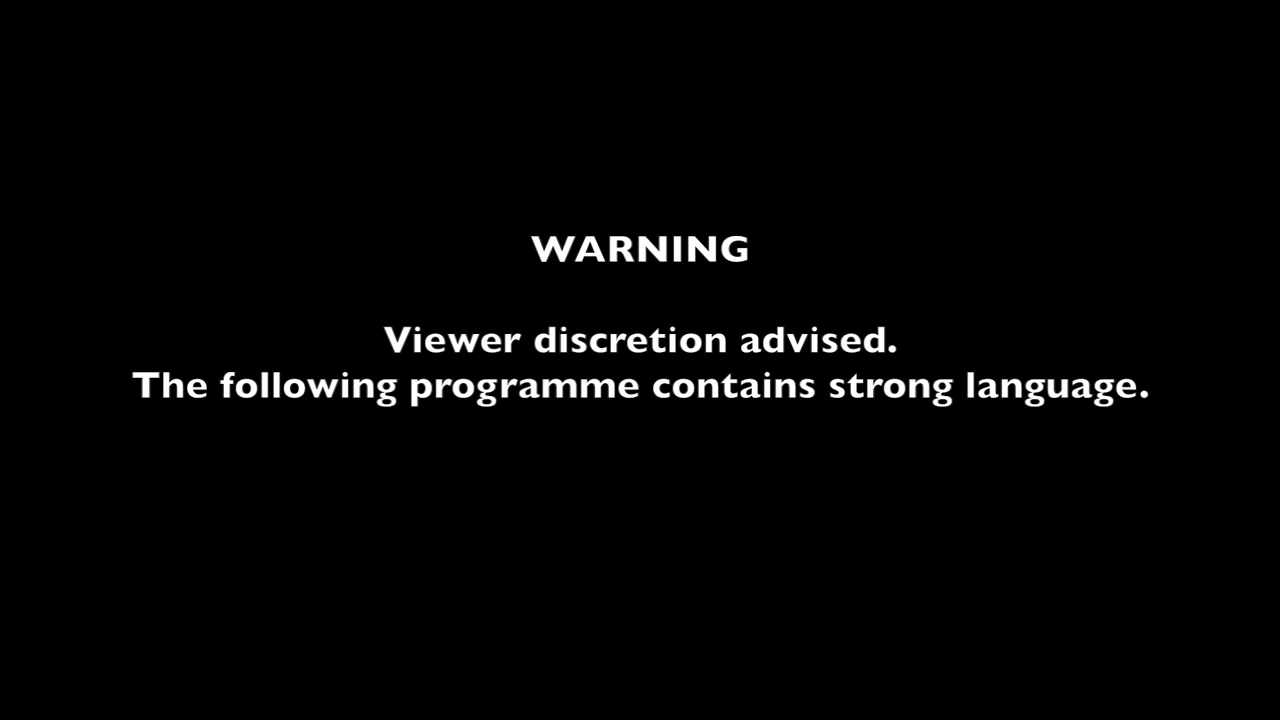 WARNING
Viewer discretion advised.
The following programme contains strong language.